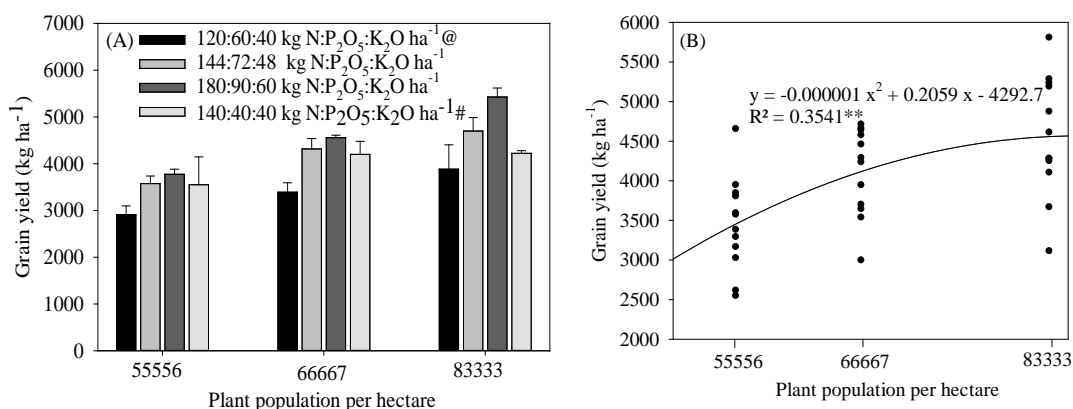 (A)
120:60:40 kg N:P₂O₅:K₂O ha⁻¹@
144:72:48 kg N:P₂O₅:K₂O ha⁻¹
180:90:60 kg N:P₂O₅:K₂O ha⁻¹
140:40:40 kg N:P₂O₅:K₂O ha⁻¹#
Grain yield (kg ha⁻¹)
7000
6000
5000
4000
3000
2000
1000
0
55556 66667 83333
Plant population per hectare
(B)
y = -0.000001 x² + 0.2059 x - 4292.7
R² = 0.3541**
Grain yield (kg ha⁻¹)
6000
5500
5000
4500
4000
3500
3000
2500
2000
55556 66667 83333
Plant population per hectare